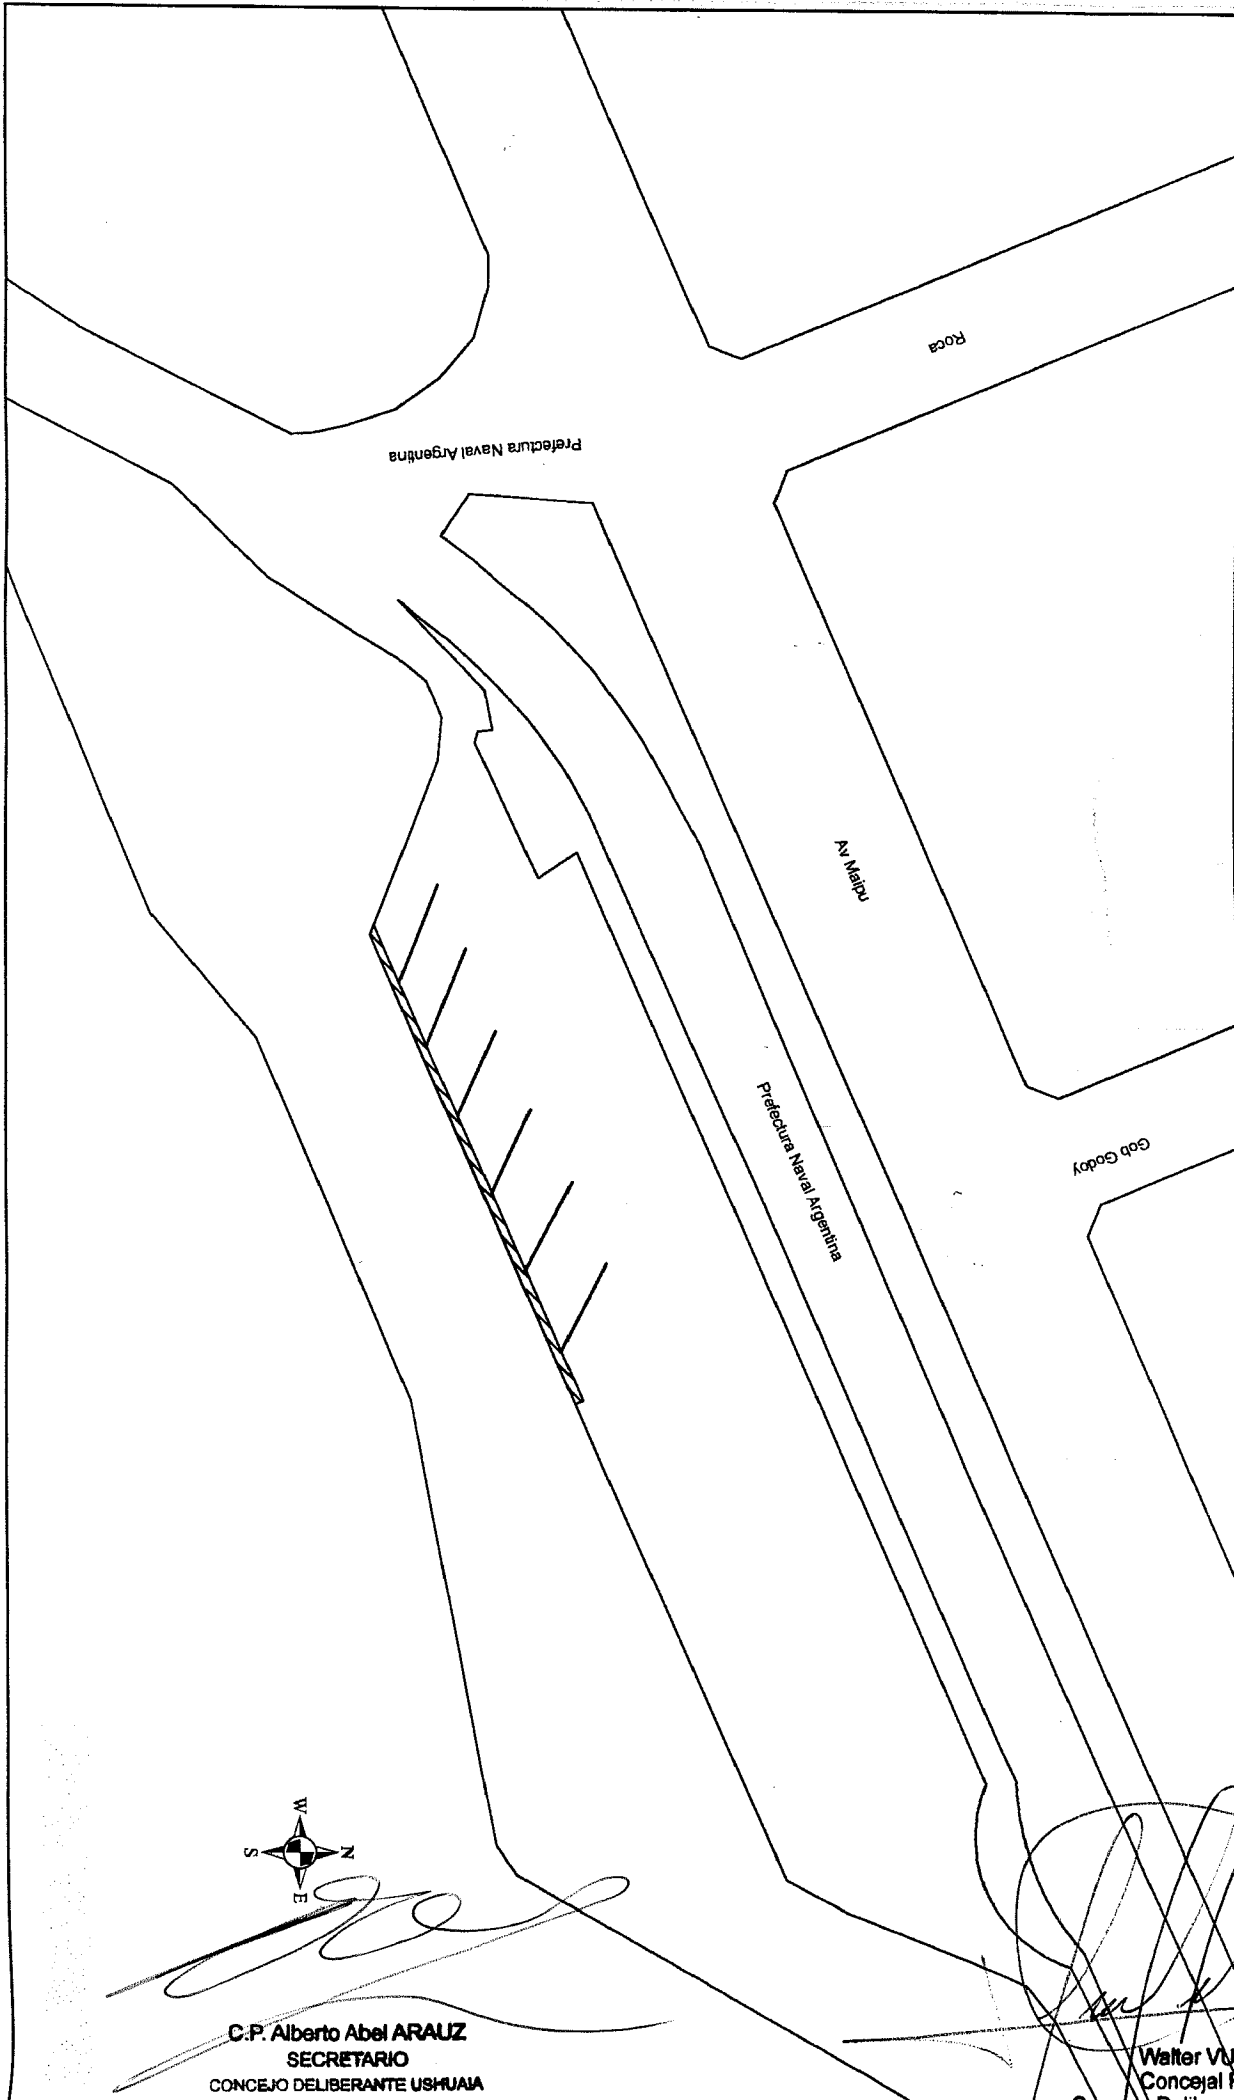 Roca
Prefectura Naval Argentina
Av Maipu
Prefectura Naval Argentina
Gob Godoy
W
S N
E
C.P. Alberto Abel ARAUZ
SECRETARIO
CONCEJO DELIBERANTE USHUAIA
Walter VU
Concejal